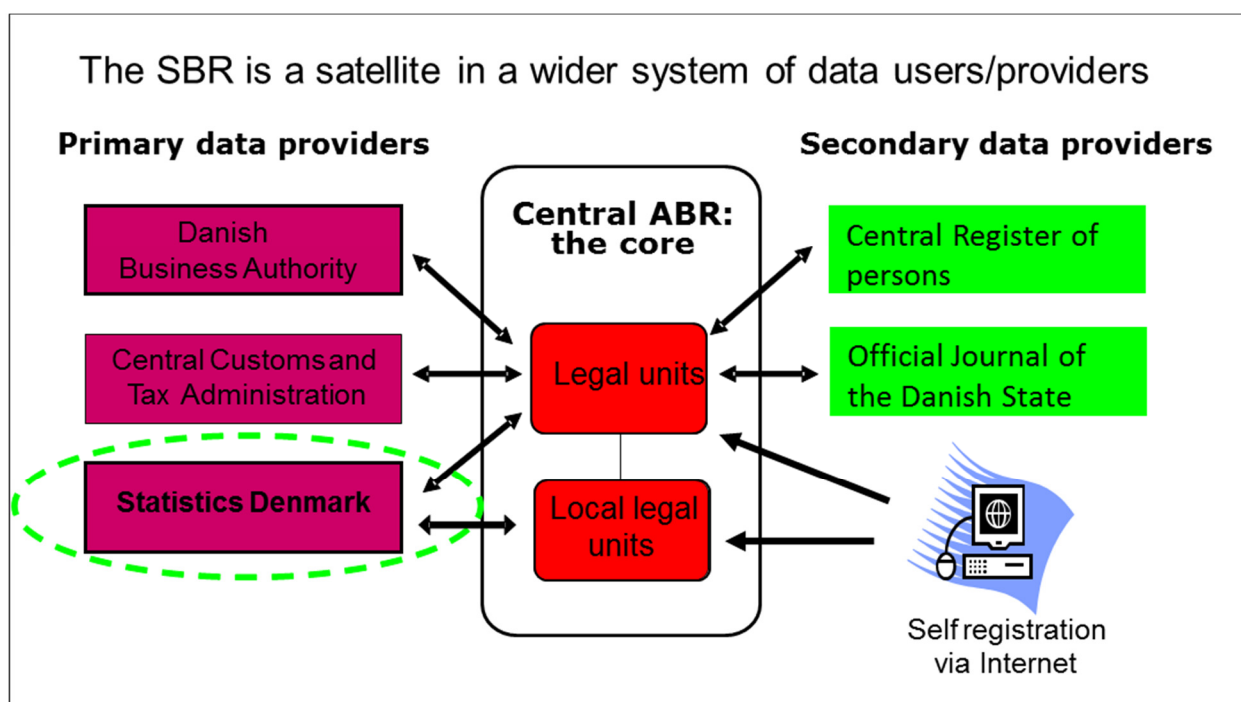 The SBR is a satellite in a wider system of data users/providers
Primary data providers
Danish
Business Authority
Central Customs and
Tax Administration
Statistics Denmark
Central ABR:
the core
Legal units
Local legal
units
Secondary data providers
Central Register of
persons
Official Journal of
the Danish State
Self registration
via Internet